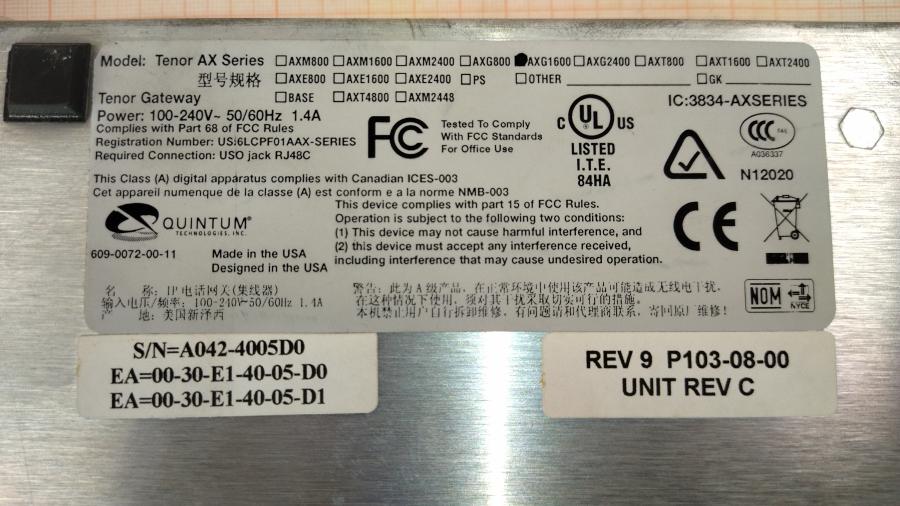 Model: Tenor AX Series □AXM800 □AXM1600 □AXM2400 □AXG800 ●AXG1600 □AXG2400 □AXT800 □AXT1600 □AXT2400
型号规格 □AXE800 □AXE1600 □AXE2400 □PS □OTHER □GK
Tenor Gateway □BASE □AXT4800 □AXM2448
Power: 100-240V~ 50/60Hz 1.4A
Complies with Part 68 of FCC Rules
Registration Number: US:6LCPF01AAX-SERIES
Required Connection: USO jack RJ48C
FC
Tested To Comply
With FCC Standards
For Office Use
C UL US
LISTED
I.T.E.
84HA
IC:3834-AXSERIES
CCC
A036337
N12020
This Class (A) digital apparatus complies with Canadian ICES-003
Cet appareil numenque de la classe (A) est conform e a la norme NMB-003
QUINTUM®
TECHNOLOGIES, INC.
609-0072-00-11
Made in the USA
Designed in the USA
This device complies with part 15 of FCC Rules.
Operation is subject to the following two conditions:
(1) This device may not cause harmful interference, and
(2) this device must accept any interference received,
including interference that may cause undesired operation.
CE
名 称: IP电话网关(集线器)
输入电压/频率: 100-240V~50/60Hz 1.4A
产 地: 美国新泽西
警告: 此为A级产品, 在正常环境中使用该产品可能造成无线电干扰,
在这种情况下使用, 须对其干扰采取切实可行的措施。
本机禁止用户自行拆卸维修, 有问题请和代理商联系, 寄回原厂维修!
NOM
NYCE
S/N=A042-4005D0
EA=00-30-E1-40-05-D0
EA=00-30-E1-40-05-D1
REV 9 P103-08-00
UNIT REV C